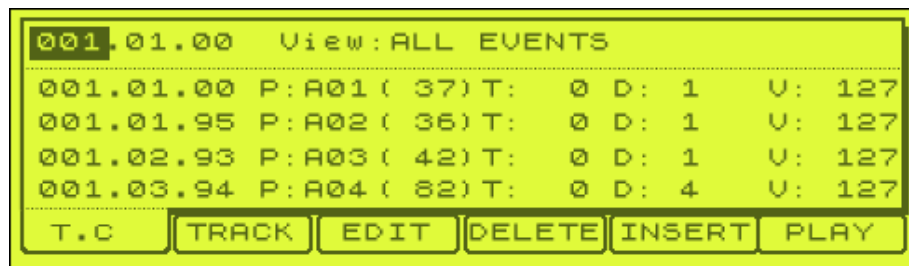 001.01.00 View:ALL EVENTS
001.01.00 P:A01( 37)T: 0 D: 1 V: 127
001.01.95 P:A02( 36)T: 0 D: 1 V: 127
001.02.93 P:A03( 42)T: 0 D: 1 V: 127
001.03.94 P:A04( 82)T: 0 D: 4 V: 127
T.C TRACK EDIT DELETE INSERT PLAY